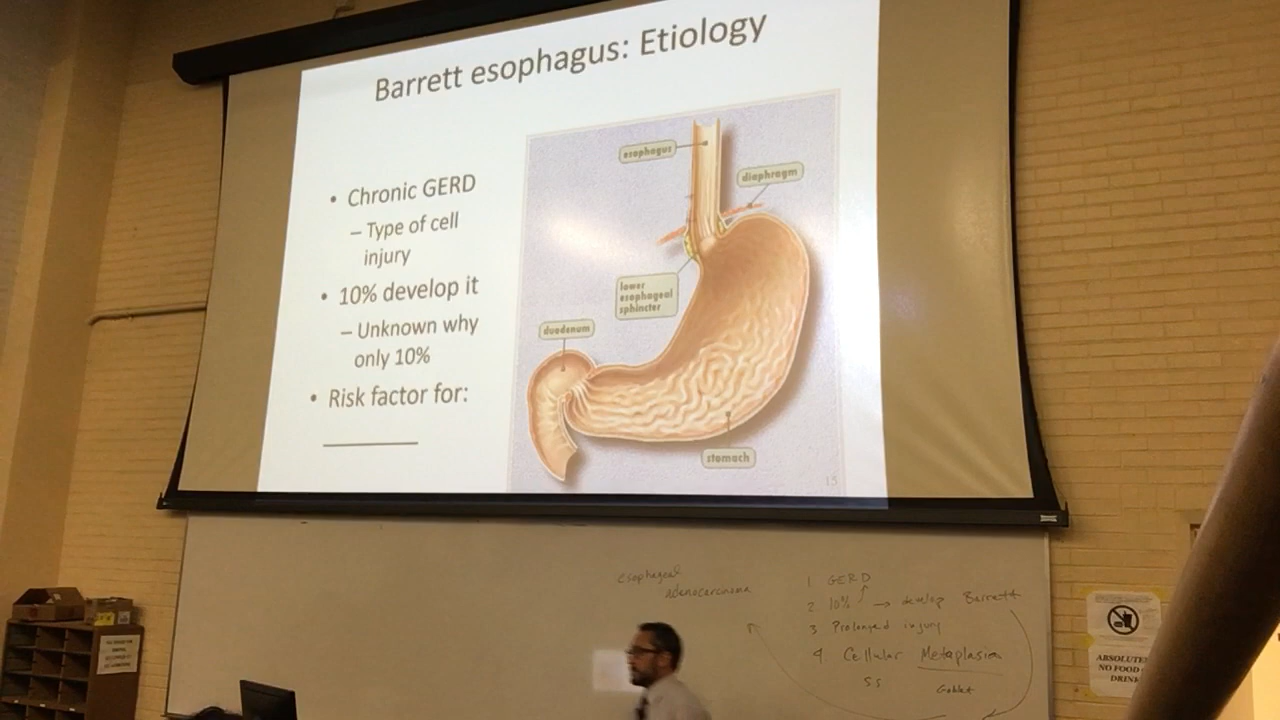 Barrett esophagus: Etiology
• Chronic GERD
– Type of cell
injury
• 10% develop it
– Unknown why
only 10%
• Risk factor for:
esophagus
diaphragm
lower
esophageal
sphincter
duodenum
stomach
15
esophageal
adenocarcinoma
1 GERD
2 10% → develop Barrett
3 Prolonged injury
4. Cellular Metaplasia
S.S Goblet
ABSOLUTE
NO FOOD
DRINK